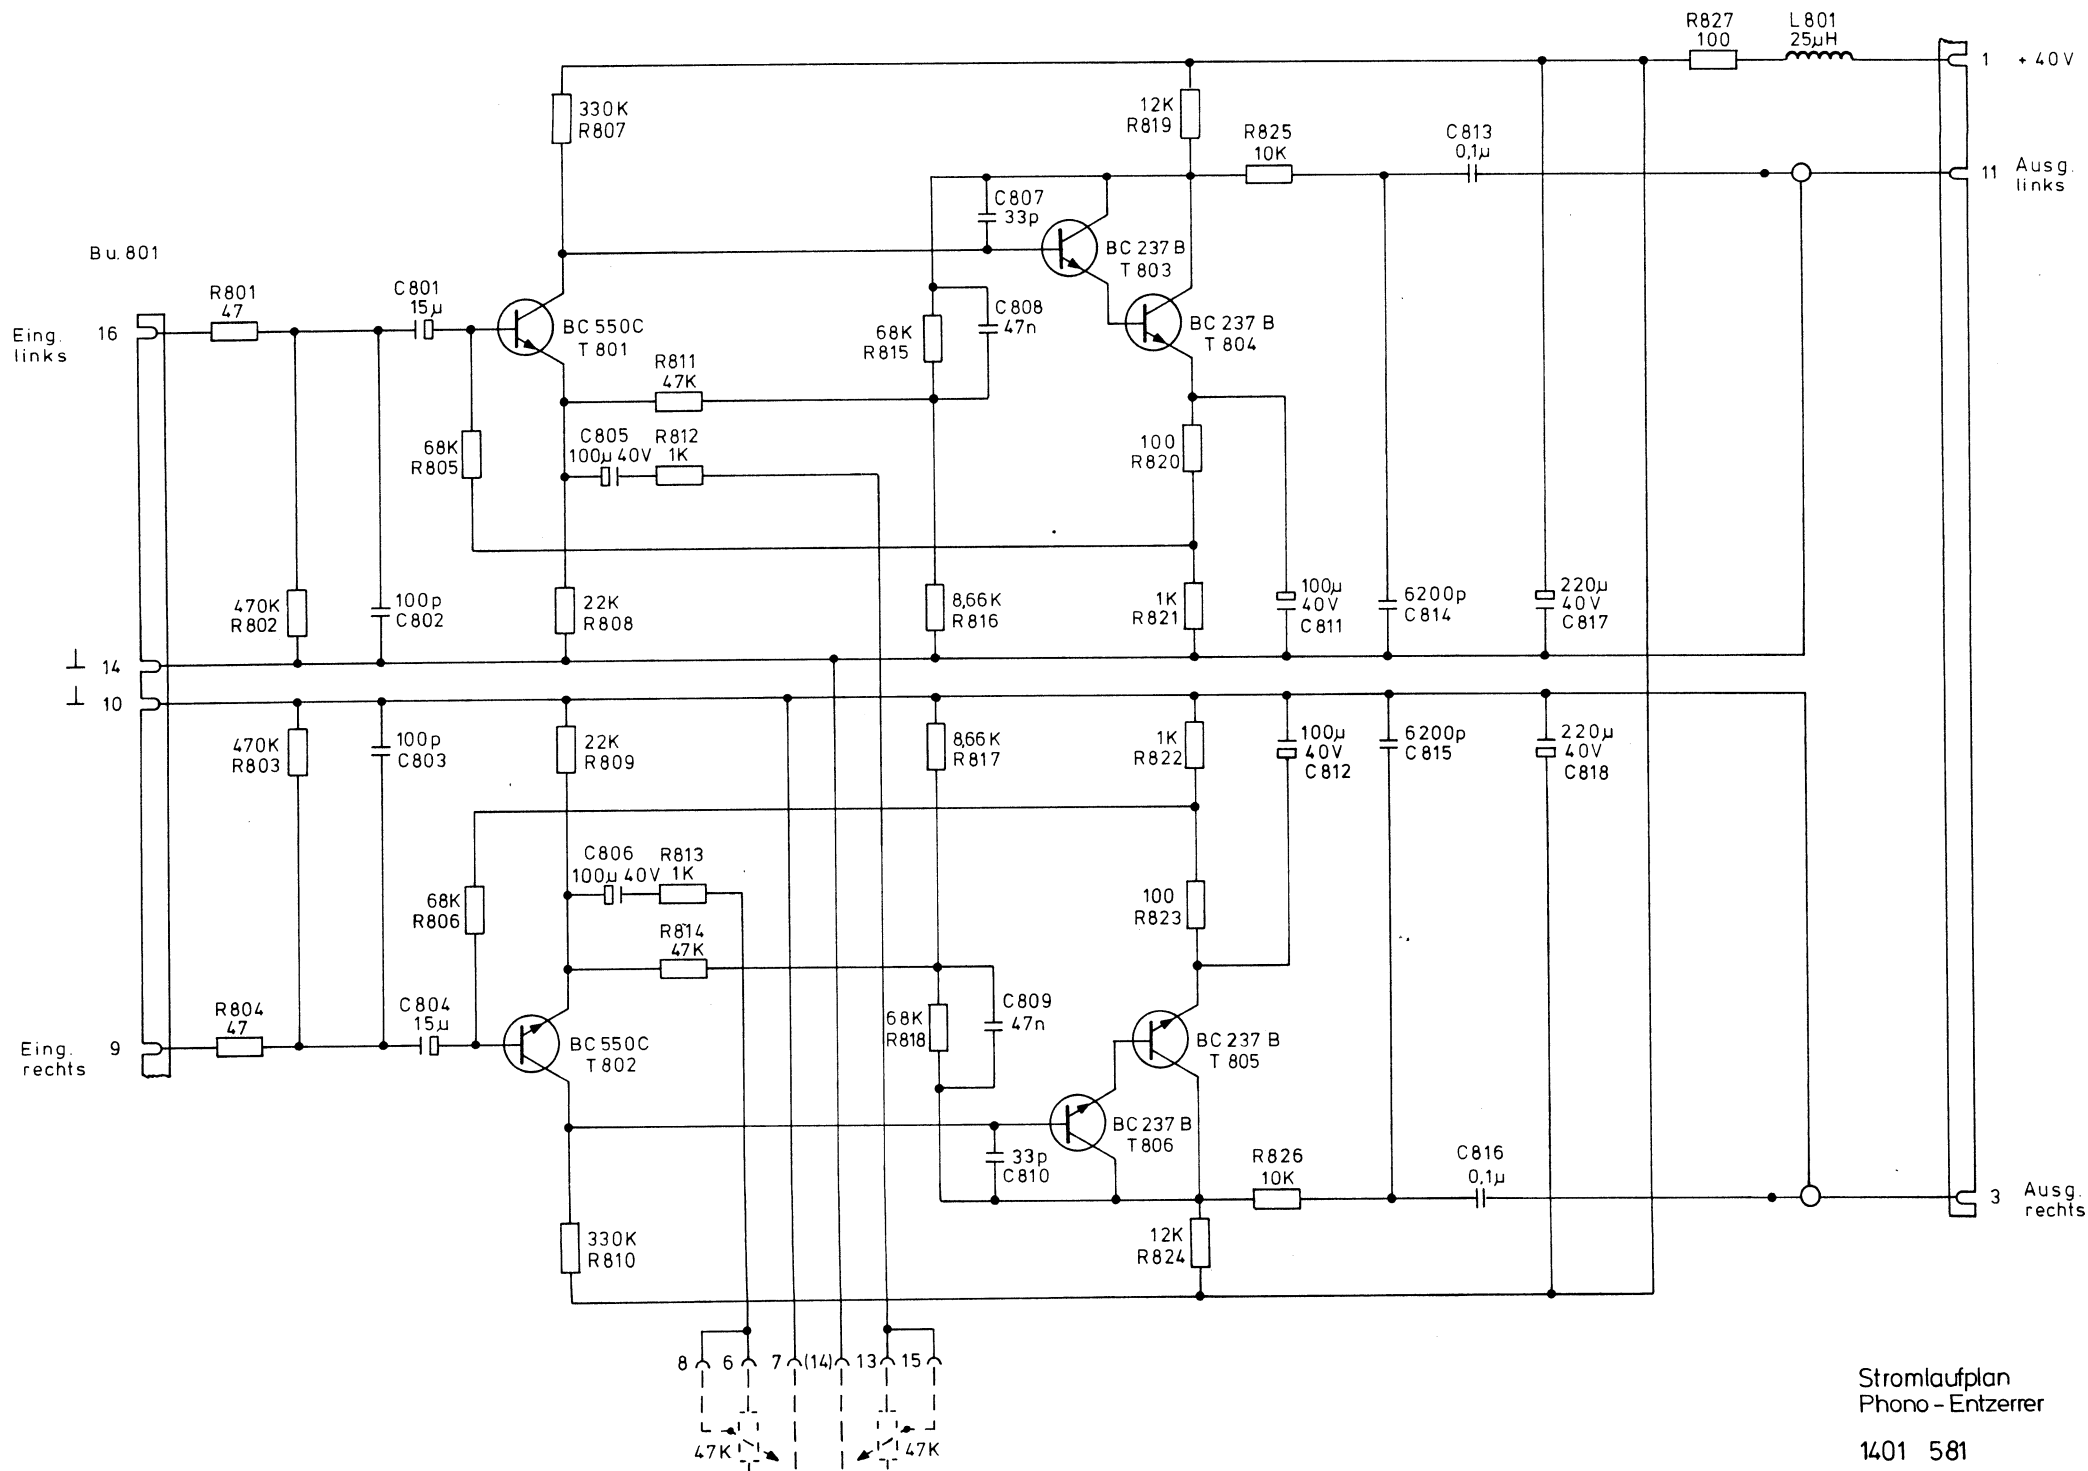 R827
100
L801
25µH
1
+ 40V
330K
R807
12K
R819
R825
10K
C813
0,1µ
11
Ausg.
links
C807
33p
BC 237 B
T 803
Bu. 801
R801
47
C801
15µ
Eing.
links
16
BC 550C
T 801
68K
R815
C808
47n
BC 237 B
T 804
R811
47K
68K
R805
C805
100µ 40V
R812
1K
100
R820
470K
R802
100p
C802
22K
R808
8,66K
R816
1K
R821
100µ
40V
C811
6200p
C814
220µ
40V
C817
⊥ 14
⊥ 10
470K
R803
100p
C803
22K
R809
8,66K
R817
1K
R822
100µ
40V
C812
6200p
C815
220µ
40V
C818
68K
R806
C806
100µ 40V
R813
1K
100
R823
R814
47K
R804
47
C804
15µ
Eing.
rechts
9
BC 550C
T 802
68K
R818
C809
47n
BC 237 B
T 805
BC 237 B
T 806
33p
C810
R826
10K
C816
0,1µ
3
Ausg.
rechts
330K
R810
12K
R824
8 6 7 (14) 13 15
47K
47K
Stromlaufplan
Phono - Entzerrer
1401 581